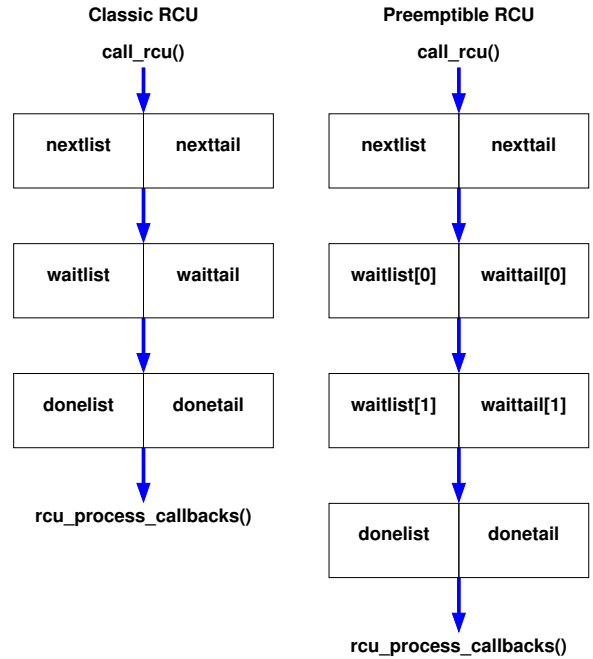 Classic RCU
call_rcu()
nextlist nexttail
waitlist waittail
donelist donetail
rcu_process_callbacks()
Preemptible RCU
call_rcu()
nextlist nexttail
waitlist[0] waittail[0]
waitlist[1] waittail[1]
donelist donetail
rcu_process_callbacks()